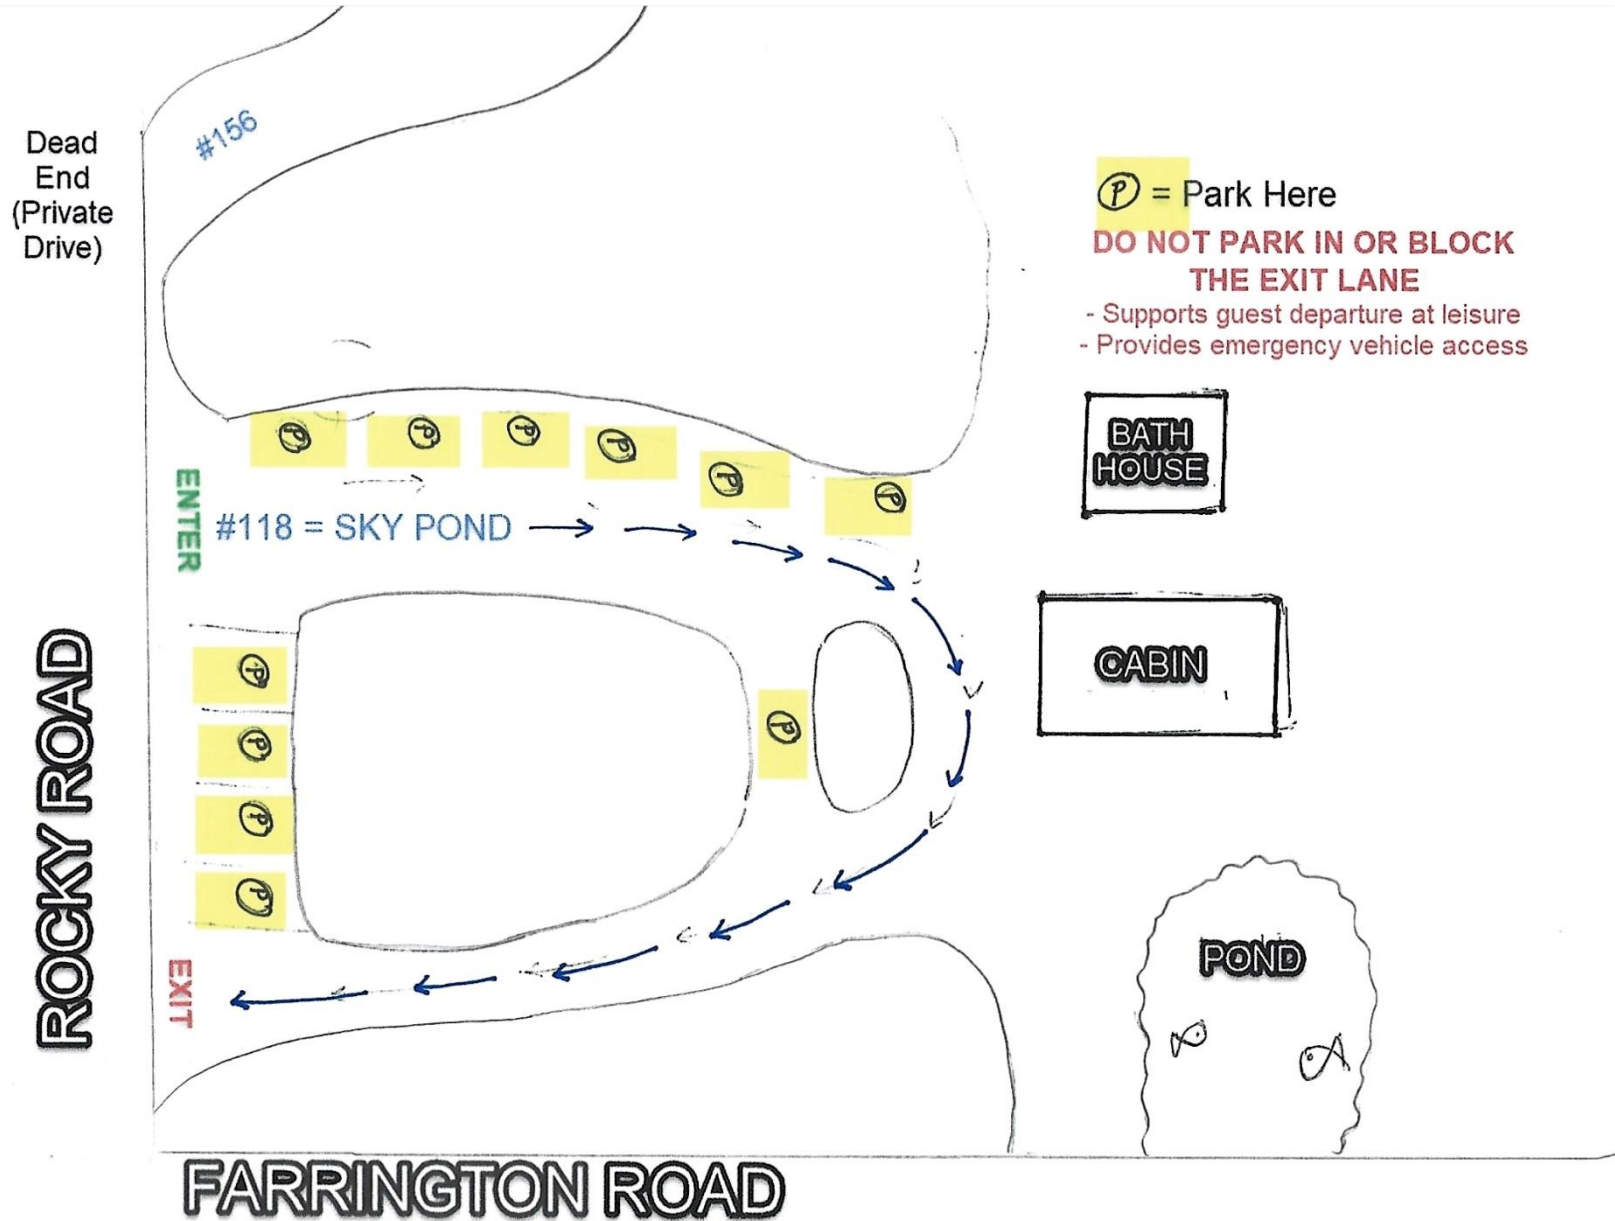 #156
Dead
End
(Private
Drive)
Ⓟ = Park Here
DO NOT PARK IN OR BLOCK
THE EXIT LANE
- Supports guest departure at leisure
- Provides emergency vehicle access
BATH
HOUSE
Ⓟ
Ⓟ
Ⓟ
Ⓟ
Ⓟ
Ⓟ
ENTER
#118 = SKY POND
CABIN
Ⓟ
Ⓟ
Ⓟ
Ⓟ
Ⓟ
ROCKY ROAD
EXIT
POND
FARRINGTON ROAD